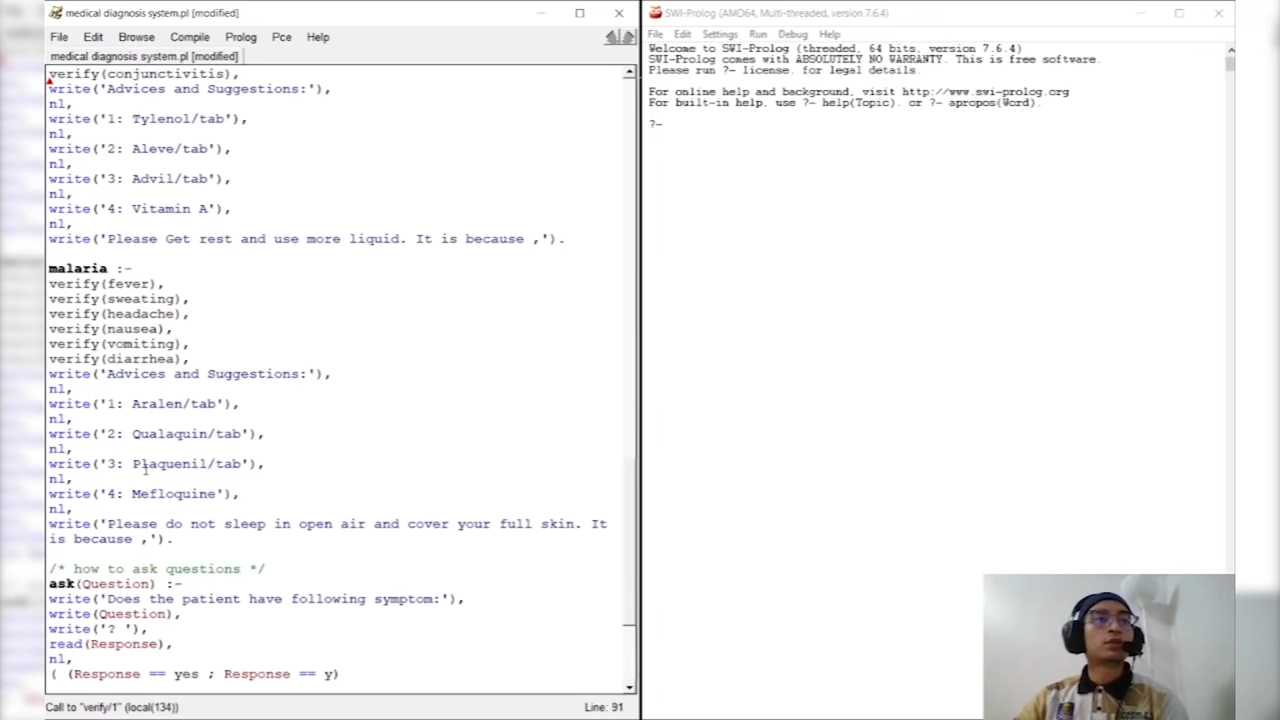 medical diagnosis system.pl [modified]
File Edit Browse Compile Prolog Pce Help
medical diagnosis system.pl [modified]
verify(conjunctivitis),
write('Advices and Suggestions:'),
nl,
write('1: Tylenol/tab'),
nl,
write('2: Aleve/tab'),
nl,
write('3: Advil/tab'),
nl,
write('4: Vitamin A'),
nl,
write('Please Get rest and use more liquid. It is because ,').
malaria :-
verify(fever),
verify(sweating),
verify(headache),
verify(nausea),
verify(vomiting),
verify(diarrhea),
write('Advices and Suggestions:'),
nl,
write('1: Aralen/tab'),
nl,
write('2: Qualaquin/tab'),
nl,
write('3: Plaquenil/tab'),
nl,
write('4: Mefloquine'),
nl,
write('Please do not sleep in open air and cover your full skin. It
is because ,').
/* how to ask questions */
ask(Question) :-
write('Does the patient have following symptom:'),
write(Question),
write('? '),
read(Response),
nl,
( (Response == yes ; Response == y)
Call to "verify/1" (local(134)) Line: 91
SWI-Prolog (AMD64, Multi-threaded, version 7.6.4)
File Edit Settings Run Debug Help
Welcome to SWI-Prolog (threaded, 64 bits, version 7.6.4)
SWI-Prolog comes with ABSOLUTELY NO WARRANTY. This is free software.
Please run ?- license. for legal details.
For online help and background, visit http://www.swi-prolog.org
For built-in help, use ?- help(Topic). or ?- apropos(Word).
?-